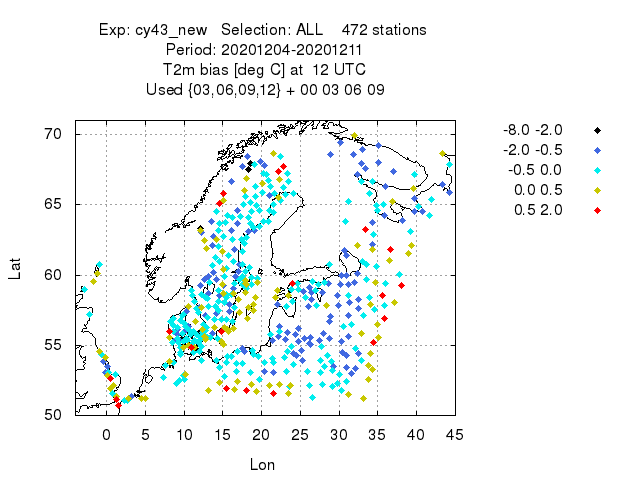 Exp: cy43_new Selection: ALL 472 stations
Period: 20201204-20201211
T2m bias [deg C] at 12 UTC
Used {03,06,09,12} + 00 03 06 09
-8.0 -2.0
-2.0 -0.5
-0.5 0.0
0.0 0.5
0.5 2.0
70
65
60
55
50
Lat
0 5 10 15 20 25 30 35 40 45
Lon